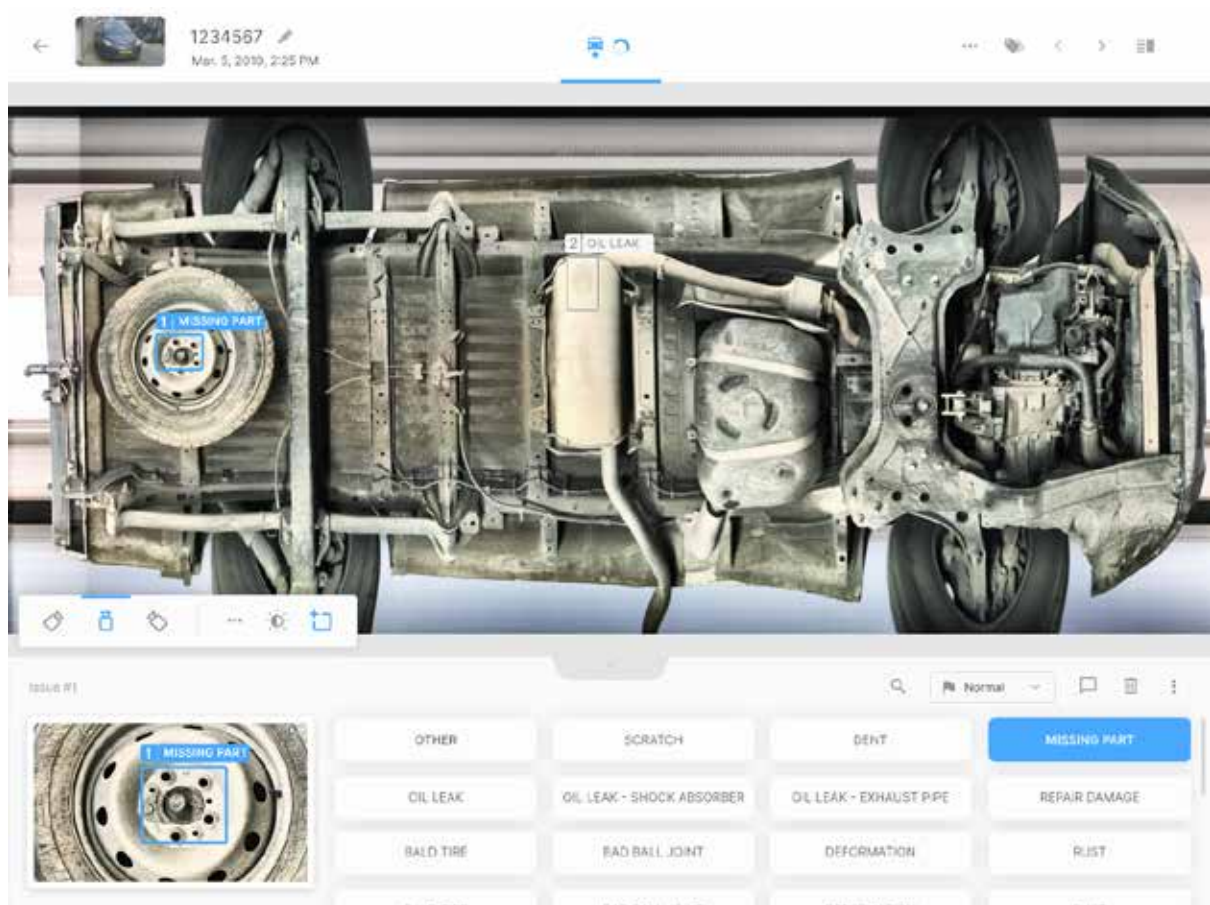 1234567
Mar. 5, 2019, 2:25 PM
2 OIL LEAK
1 MISSING PART
Issue #1
Normal
1 MISSING PART
OTHER
SCRATCH
DENT
MISSING PART
OIL LEAK
OIL LEAK - SHOCK ABSORBER
OIL LEAK - EXHAUST PIPE
REPAIR DAMAGE
BALD TIRE
BAD BALL JOINT
DEFORMATION
RUST